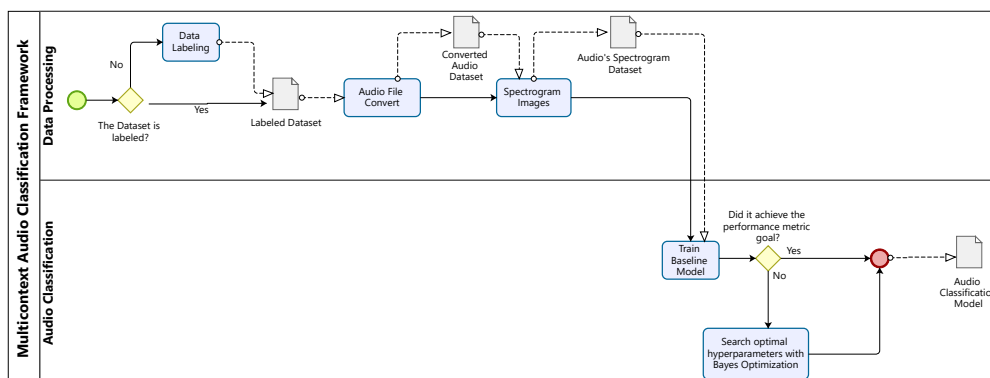 Multicontext Audio Classification Framework
Data Processing
Data
Labeling
No
Yes
The Dataset is
labeled?
Labeled Dataset
Audio File
Convert
Converted
Audio
Dataset
Spectrogram
Images
Audio's Spectrogram
Dataset
Audio Classification
Train
Baseline
Model
Did it achieve the
performance metric
goal?
Yes
No
Search optimal
hyperparameters with
Bayes Optimization
Audio
Classificatio
Model